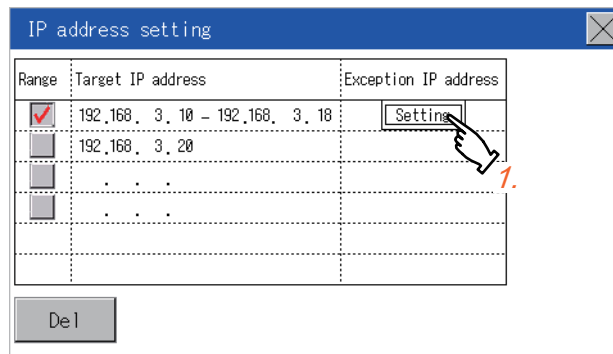 IP address setting
Range Target IP address Exception IP address
192.168. 3. 10 - 192.168. 3. 18 Setting
192.168. 3. 20
. . .
. . .
1.
Del